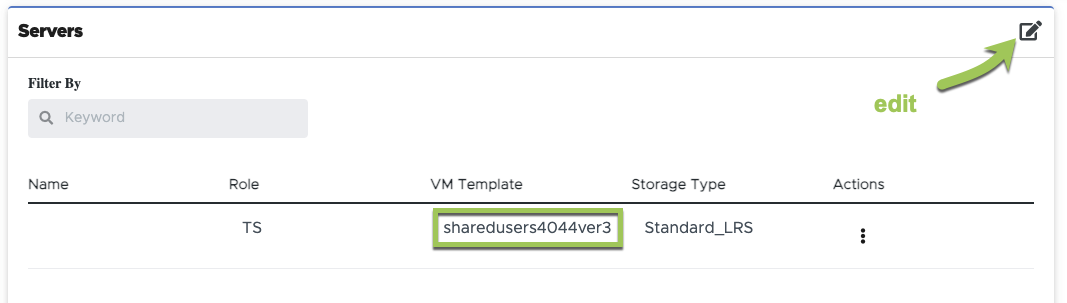 Servers
edit
Filter By
Keyword
Name Role VM Template Storage Type Actions
TS sharedusers4044ver3 Standard_LRS